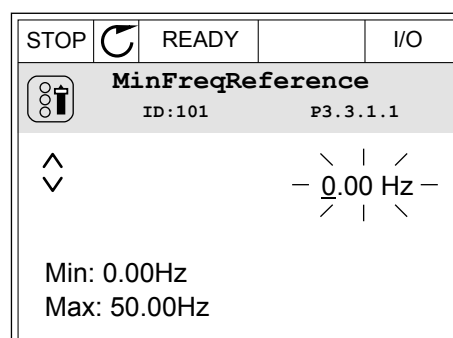 STOP READY I/O
MinFreqReference
ID:101 P3.3.1.1
0.00 Hz
Min: 0.00Hz
Max: 50.00Hz